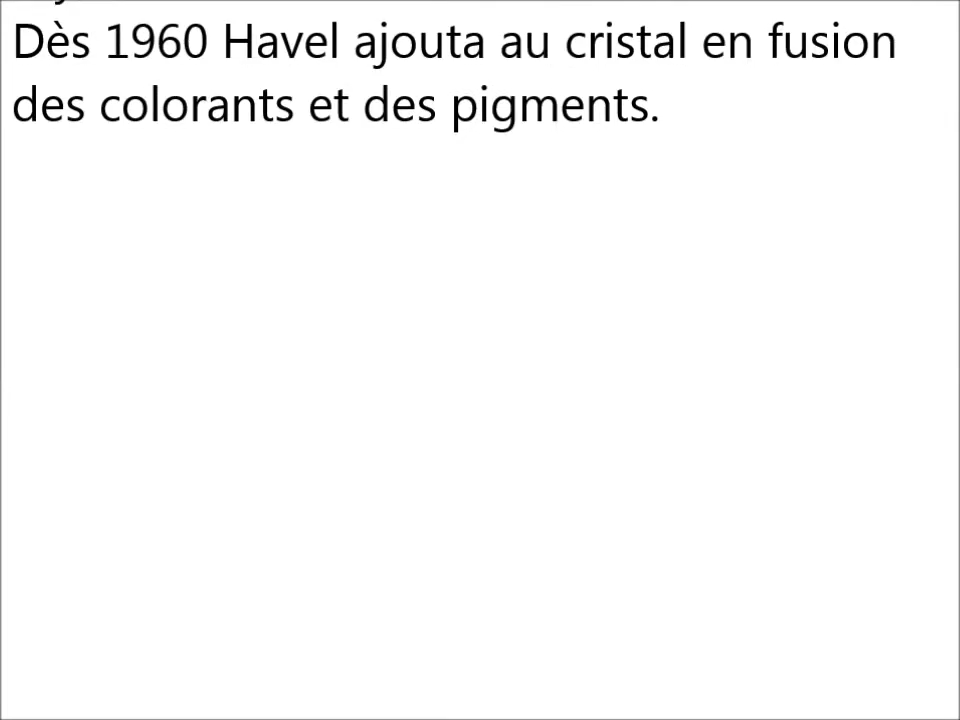 Dès 1960 Havel ajouta au cristal en fusion
des colorants et des pigments.